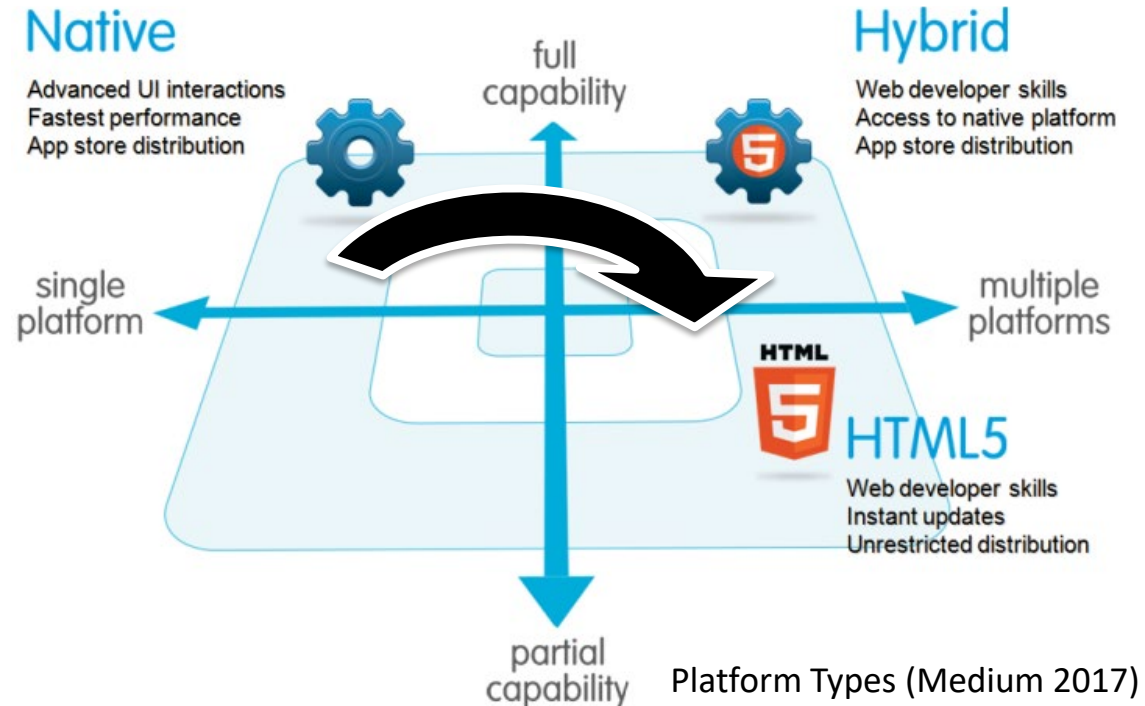 Native
Advanced UI interactions
Fastest performance
App store distribution
full
capability
Hybrid
Web developer skills
Access to native platform
App store distribution
5
single
platform
multiple
platforms
HTML
5
HTML5
Web developer skills
Instant updates
Unrestricted distribution
partial
capability
Platform Types (Medium 2017)